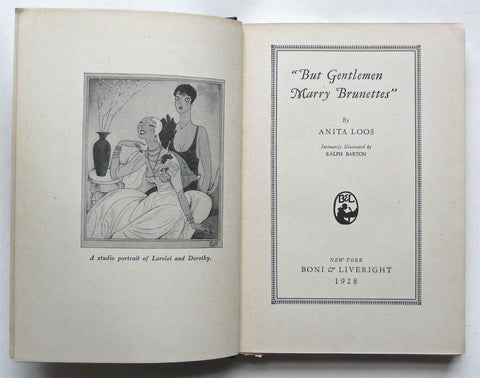 A studio portrait of Lorelei and Dorothy.
"But Gentlemen
Marry Brunettes"
By
ANITA LOOS
Intimately Illustrated by
RALPH BARTON
B&L
NEW YORK
BONI & LIVERIGHT
1928